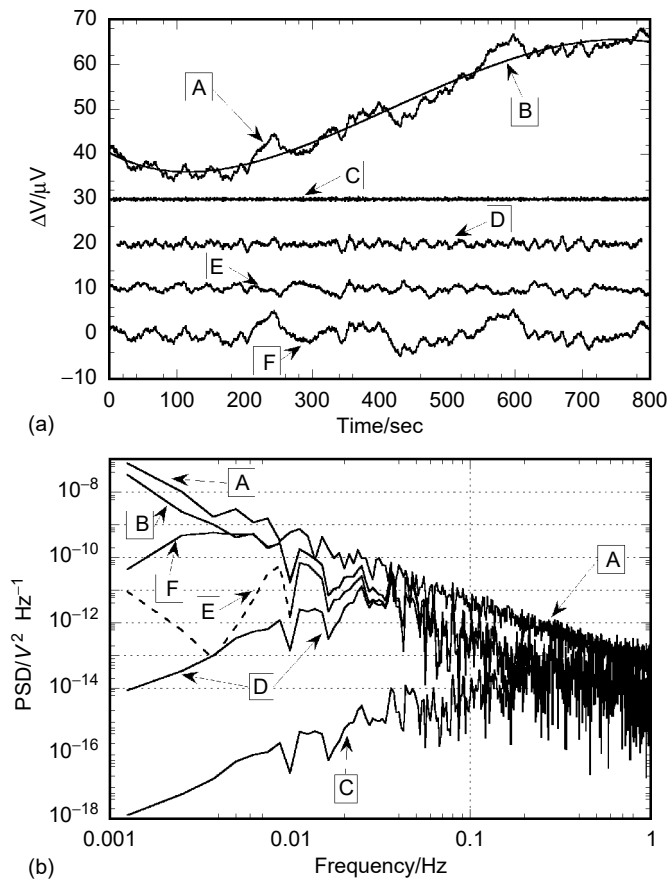 70
60
50
40
30
20
10
0
−10
ΔV/μV
A
B
C
D
E
F
0 100 200 300 400 500 600 700 800
Time/sec
(a)
10−8
10−10
10−12
10−14
10−16
10−18
PSD/V2 Hz−1
A
B
F
E
D
C
A
0.001 0.01 0.1 1
Frequency/Hz
(b)